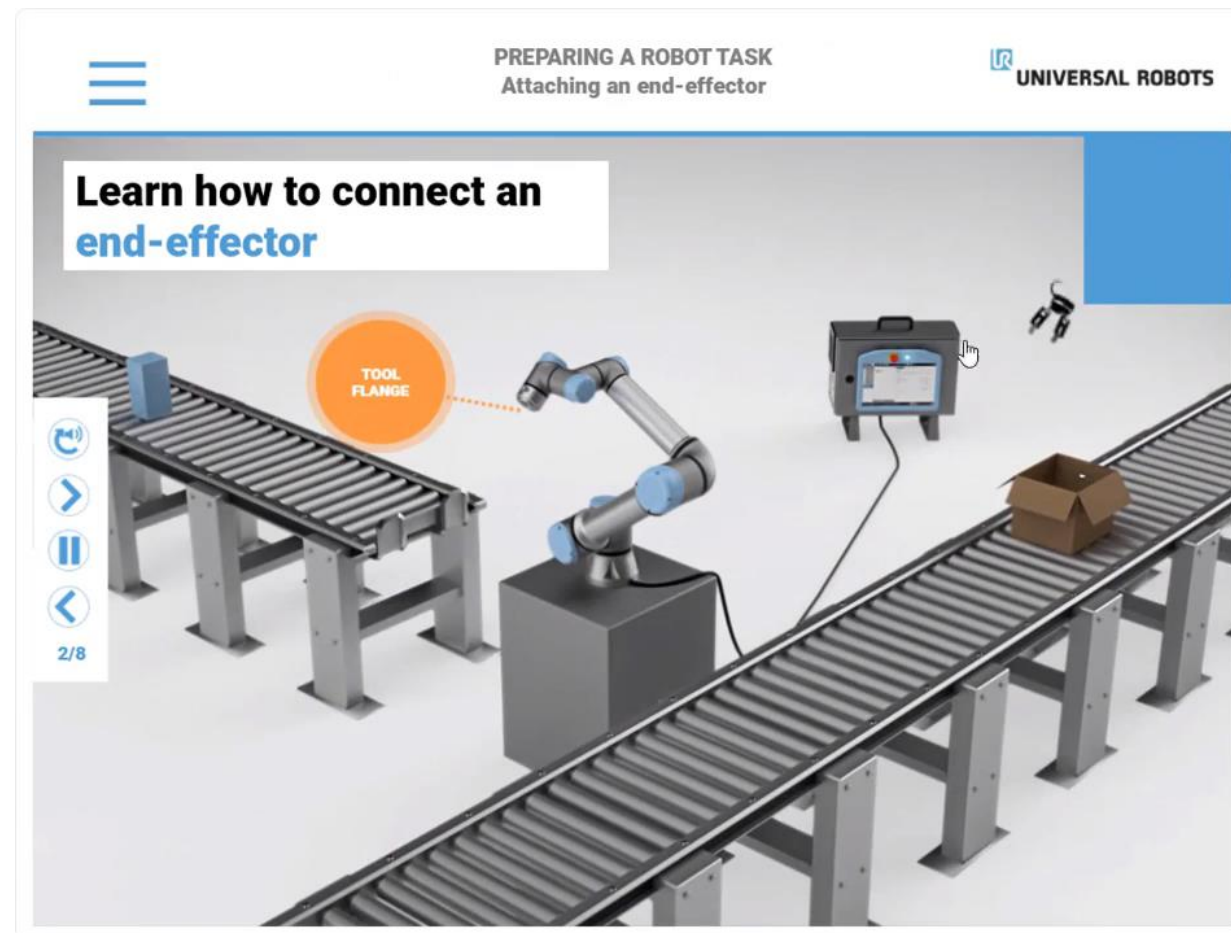 PREPARING A ROBOT TASK
Attaching an end-effector
UR
UNIVERSAL ROBOTS
Learn how to connect an
end-effector
TOOL
FLANGE
2/8